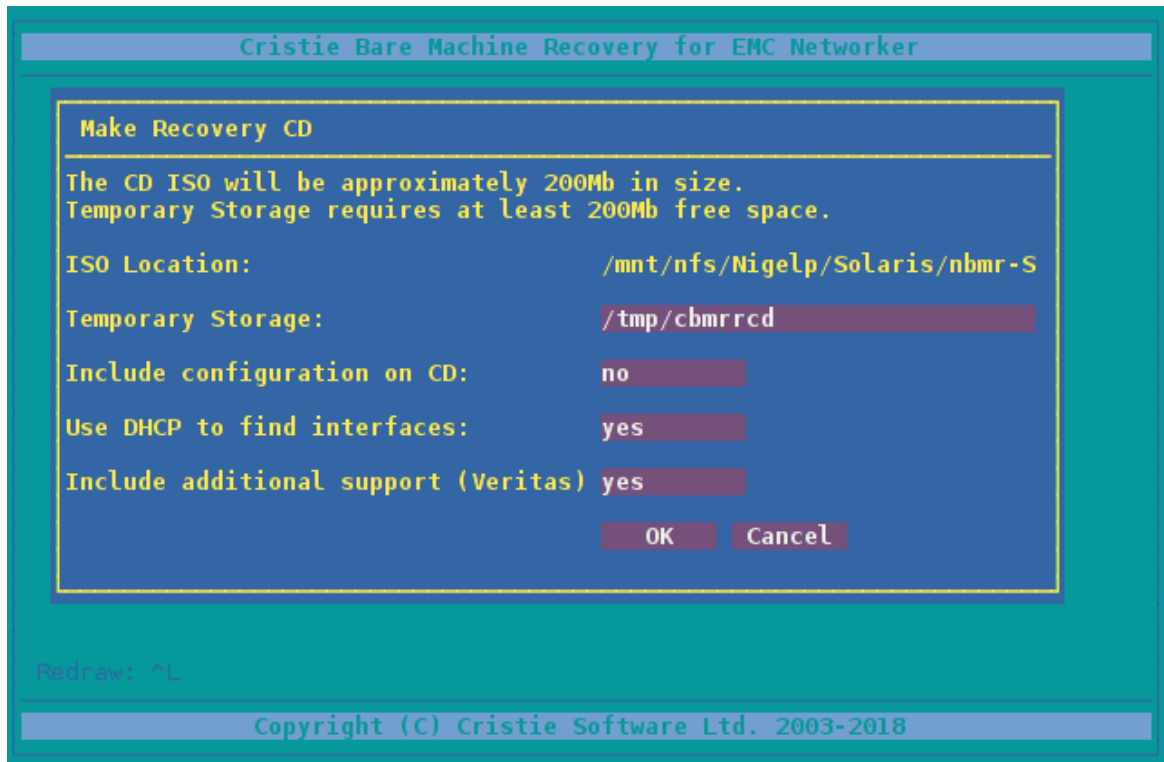 Cristie Bare Machine Recovery for EMC Networker
Make Recovery CD
The CD ISO will be approximately 200Mb in size.
Temporary Storage requires at least 200Mb free space.
ISO Location: /mnt/nfs/Nigelp/Solaris/nbmr-S
Temporary Storage: /tmp/cbmrrcd
Include configuration on CD: no
Use DHCP to find interfaces: yes
Include additional support (Veritas) yes
OK Cancel
Redraw: ^L
Copyright (C) Cristie Software Ltd. 2003-2018